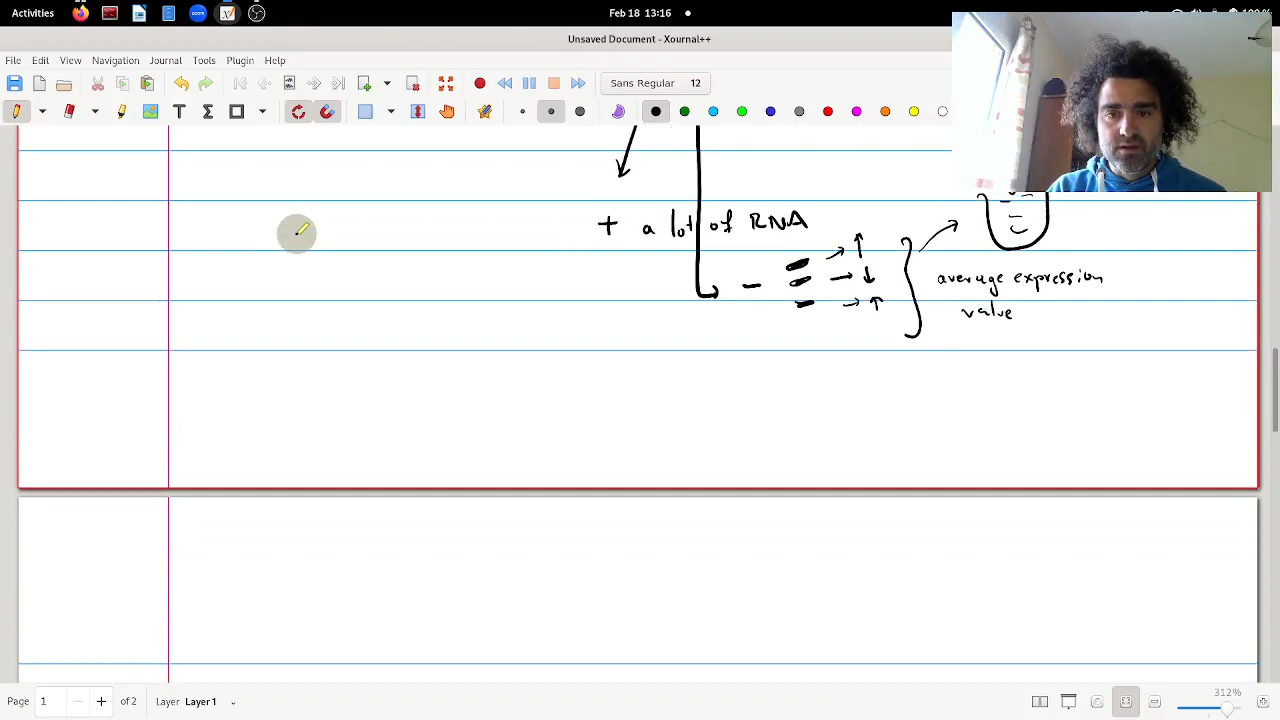 Activities
Feb 18 13:16
Unsaved Document - Xournal++
File Edit View Navigation Journal Tools Plugin Help
Sans Regular 12
+ a lot of RNA
average expression
value
Page 1 of 2 Layer Layer1
312%